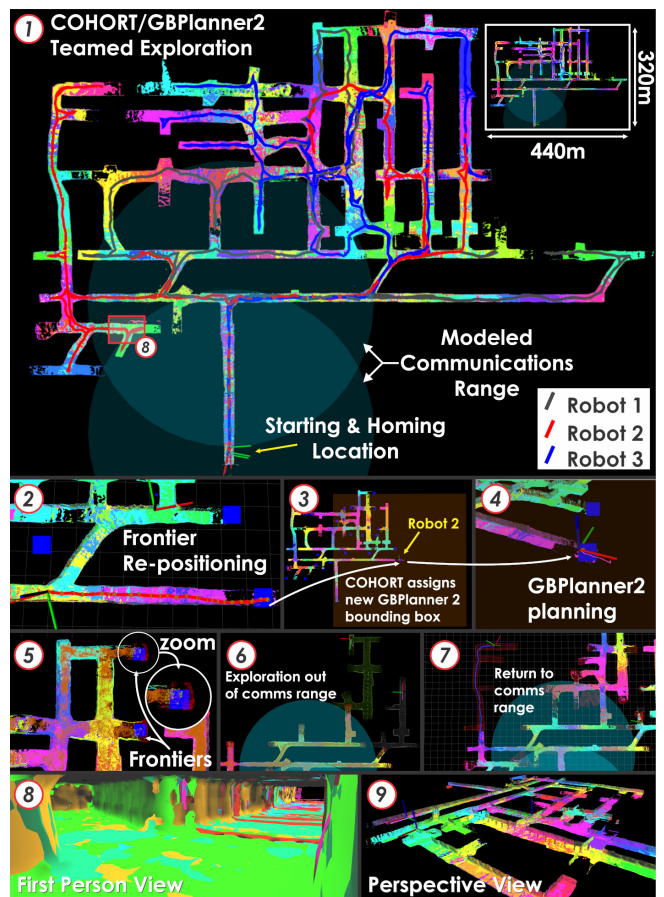 1
COHORT/GBPlanner2
Teamed Exploration
320m
440m
8
Modeled
Communications
Range
Starting & Homing
Location
Robot 1
Robot 2
Robot 3
2
Frontier
Re-positioning
3
Robot 2
COHORT assigns
new GBPlanner 2
bounding box
4
GBPlanner2
planning
5
zoom
Frontiers
6
Exploration out
of comms range
7
Return to
comms
range
8
First Person View
9
Perspective View